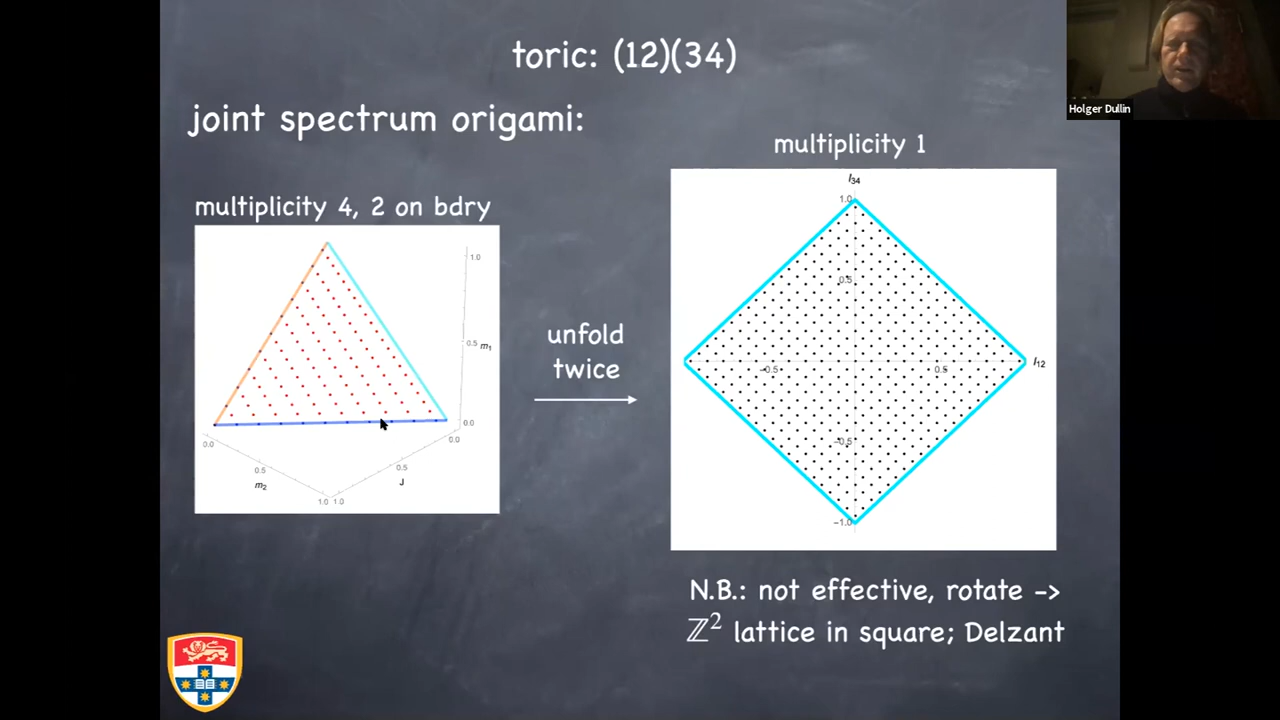 toric: (12)(34)
Holger Dullin
joint spectrum origami:
multiplicity 4, 2 on bdry
multiplicity 1
1.0
0.5 m₁
0.0
0.0
0.5
m₂
1.0
1.0
0.5
J
0.0
unfold
twice
l₃₄
1.0
0.5
-0.5
0.5
l₁₂
-0.5
-1.0
N.B.: not effective, rotate ->
ℤ² lattice in square; Delzant